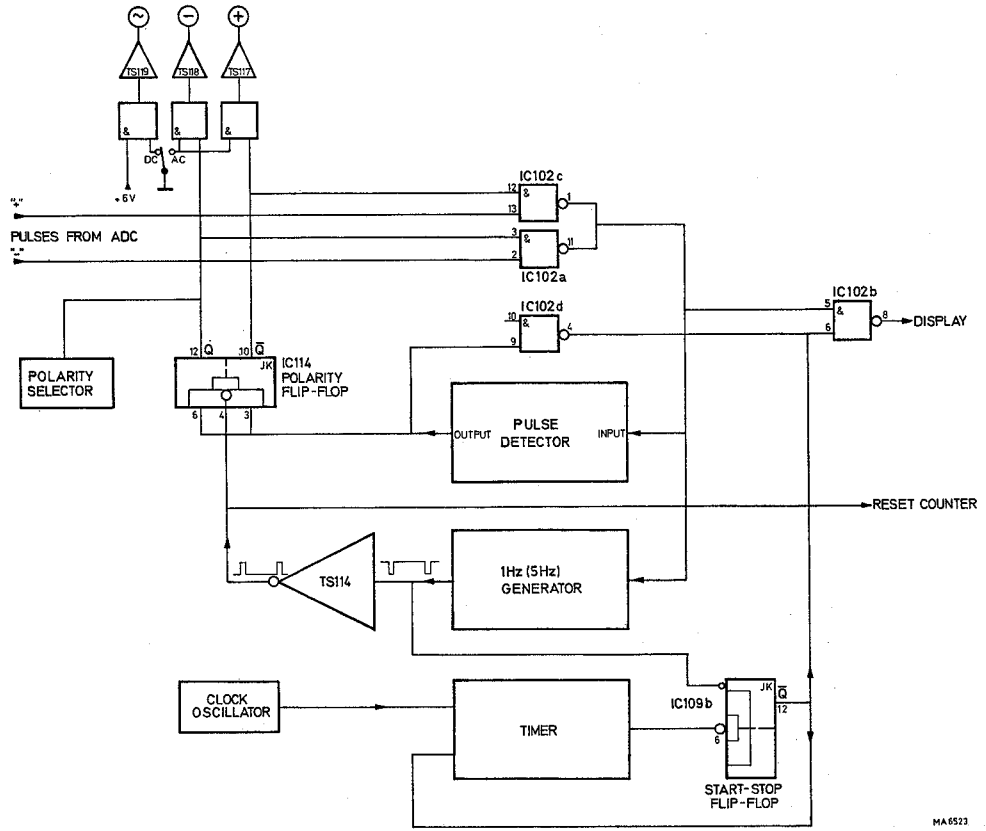 ~ − +
TS119 TS118 TS117
& & &
DC AC
+6V
"+"
PULSES FROM ADC
"-"
IC102c
12 & 1
13
3 & 11
2
IC102a
IC102d
10 & 4
9
IC102b
5 & 8
6
DISPLAY
12 Q 10 Q̅
JK
6 4 3
IC114
POLARITY
FLIP-FLOP
POLARITY
SELECTOR
OUTPUT
PULSE
DETECTOR
INPUT
RESET COUNTER
TS114
1Hz (5Hz)
GENERATOR
CLOCK
OSCILLATOR
TIMER
IC109b
JK Q̅
12
6
START-STOP
FLIP-FLOP
MA6523